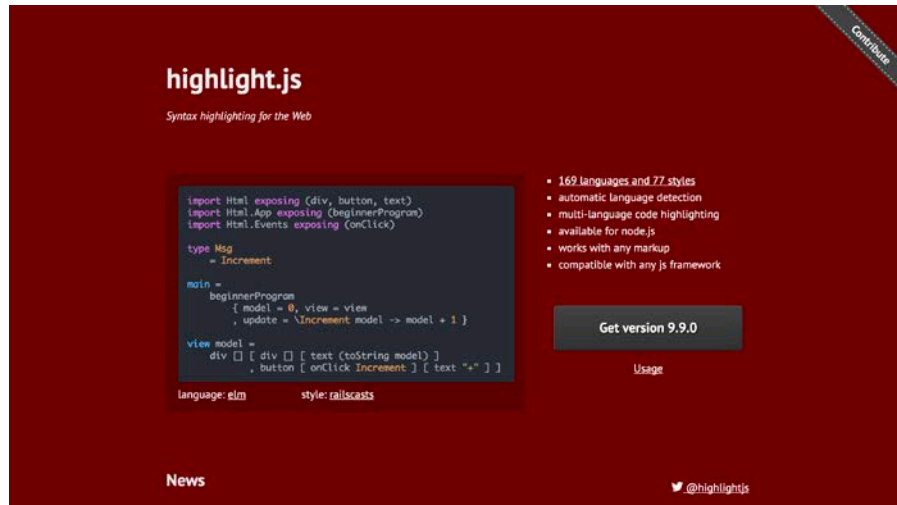 Contribute
highlight.js
Syntax highlighting for the Web
import Html exposing (div, button, text)
import Html.App exposing (beginnerProgram)
import Html.Events exposing (onClick)
type Msg
= Increment
main =
beginnerProgram
{ model = 0, view = view
, update = \Increment model -> model + 1 }
view model =
div [] [ div [] [ text (toString model) ]
, button [ onClick Increment ] [ text "+" ] ]
language: elm
style: railscasts
169 languages and 77 styles
automatic language detection
multi-language code highlighting
available for node.js
works with any markup
compatible with any js framework
Get version 9.9.0
Usage
News
@highlightjs